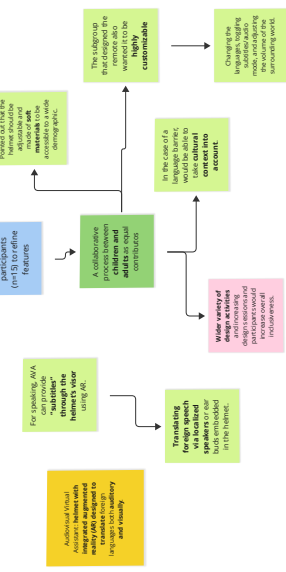 Audiovisual Virtual
Assistant: helmet with
integrated augmented
reality (AR) designed to
translate foreign
languages both auditory
and visually.
For speaking, AVA
can provide
"subtitles"
through the
helmet's visor
using AR.
Translating
foreign speech
via localized
speakers or ear
buds embedded
in the helmet.
participants
(n=15) to refine
features
A collaborative
process between
children and
adults as equal
contributos
Pointed out that the
helmet should be
adjustable and
made of soft
materials to be
accessible to a wide
demographic.
The subgroup
that designed the
remote also
wanted it to be
highly
customizable
Changing the
languages, toggling
subtitles/audio
mode, and adjusting
the volume of the
surrounding world.
In the case of a
language barrier,
would be able to
take cultural
context into
account.
Wider variety of
design activities
and increasing
design sessions and
participants would
increase overall
inclusiveness.